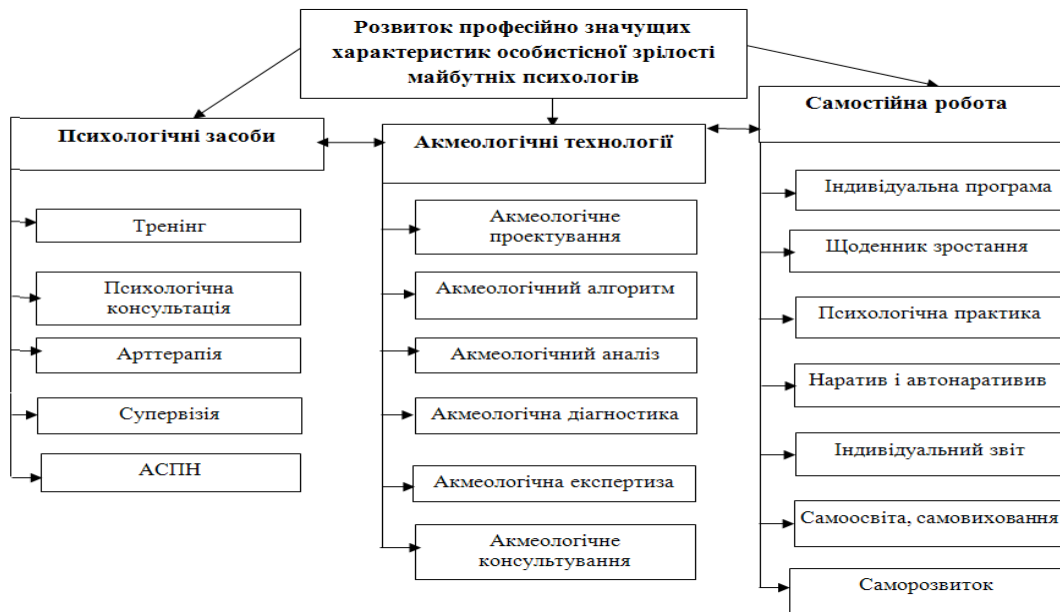 Розвиток професійно значущих
характеристик особистісної зрілості
майбутніх психологів
Психологічні засоби
Тренінг
Психологічна
консультація
Арттерапія
Супервізія
АСПН
Акмеологічні технології
Акмеологічне
проектування
Акмеологічний алгоритм
Акмеологічний аналіз
Акмеологічна діагностика
Акмеологічна експертиза
Акмеологічне
консультування
Самостійна робота
Індивідуальна програма
Щоденник зростання
Психологічна практика
Наратив і автонаративив
Індивідуальний звіт
Самоосвіта, самовиховання
Саморозвиток